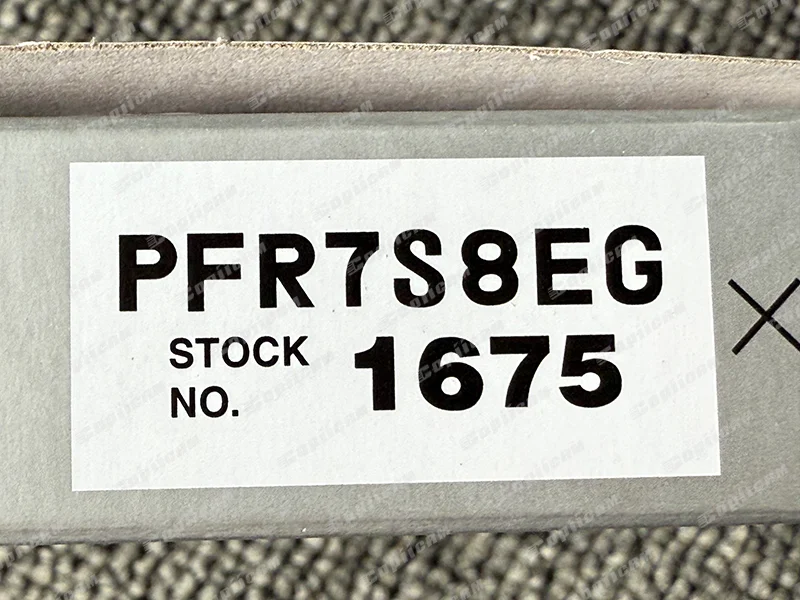 PFR7S8EG
STOCK
NO.
1675